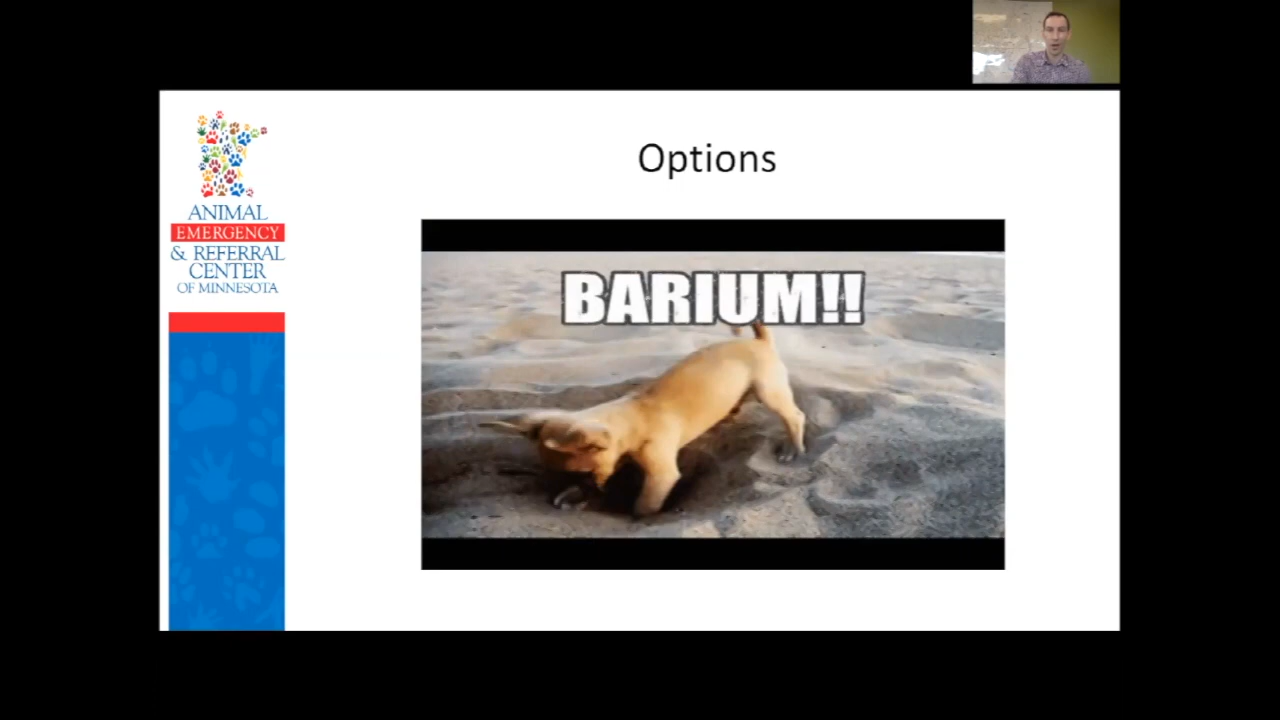 Options
BARIUM!!
ANIMAL
EMERGENCY
& REFERRAL
CENTER
OF MINNESOTA